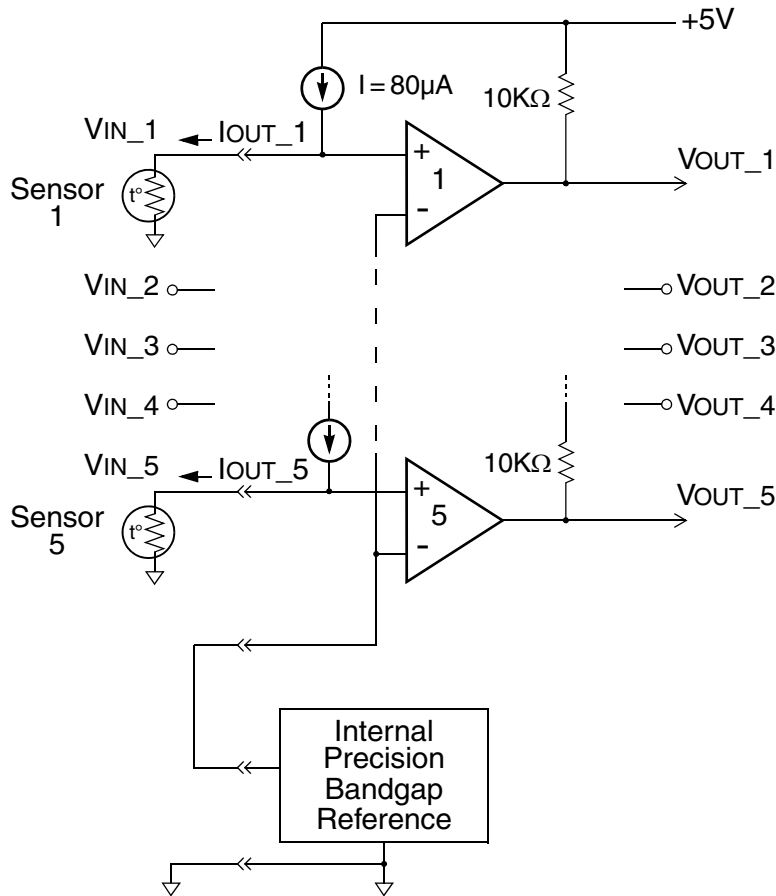 +5V
I = 80µA
10KΩ
VIN_1
IOUT_1
+
1
-
VOUT_1
Sensor
1
t°
VIN_2
VOUT_2
VIN_3
VOUT_3
VIN_4
VOUT_4
VIN_5
IOUT_5
10KΩ
+
5
-
VOUT_5
Sensor
5
t°
Internal
Precision
Bandgap
Reference